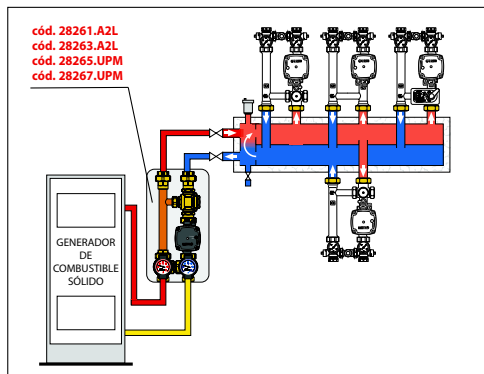 cód. 28261.A2L
cód. 28263.A2L
cód. 28265.UPM
cód. 28267.UPM
GENERADOR
DE
COMBUSTIBLE
SÓLIDO